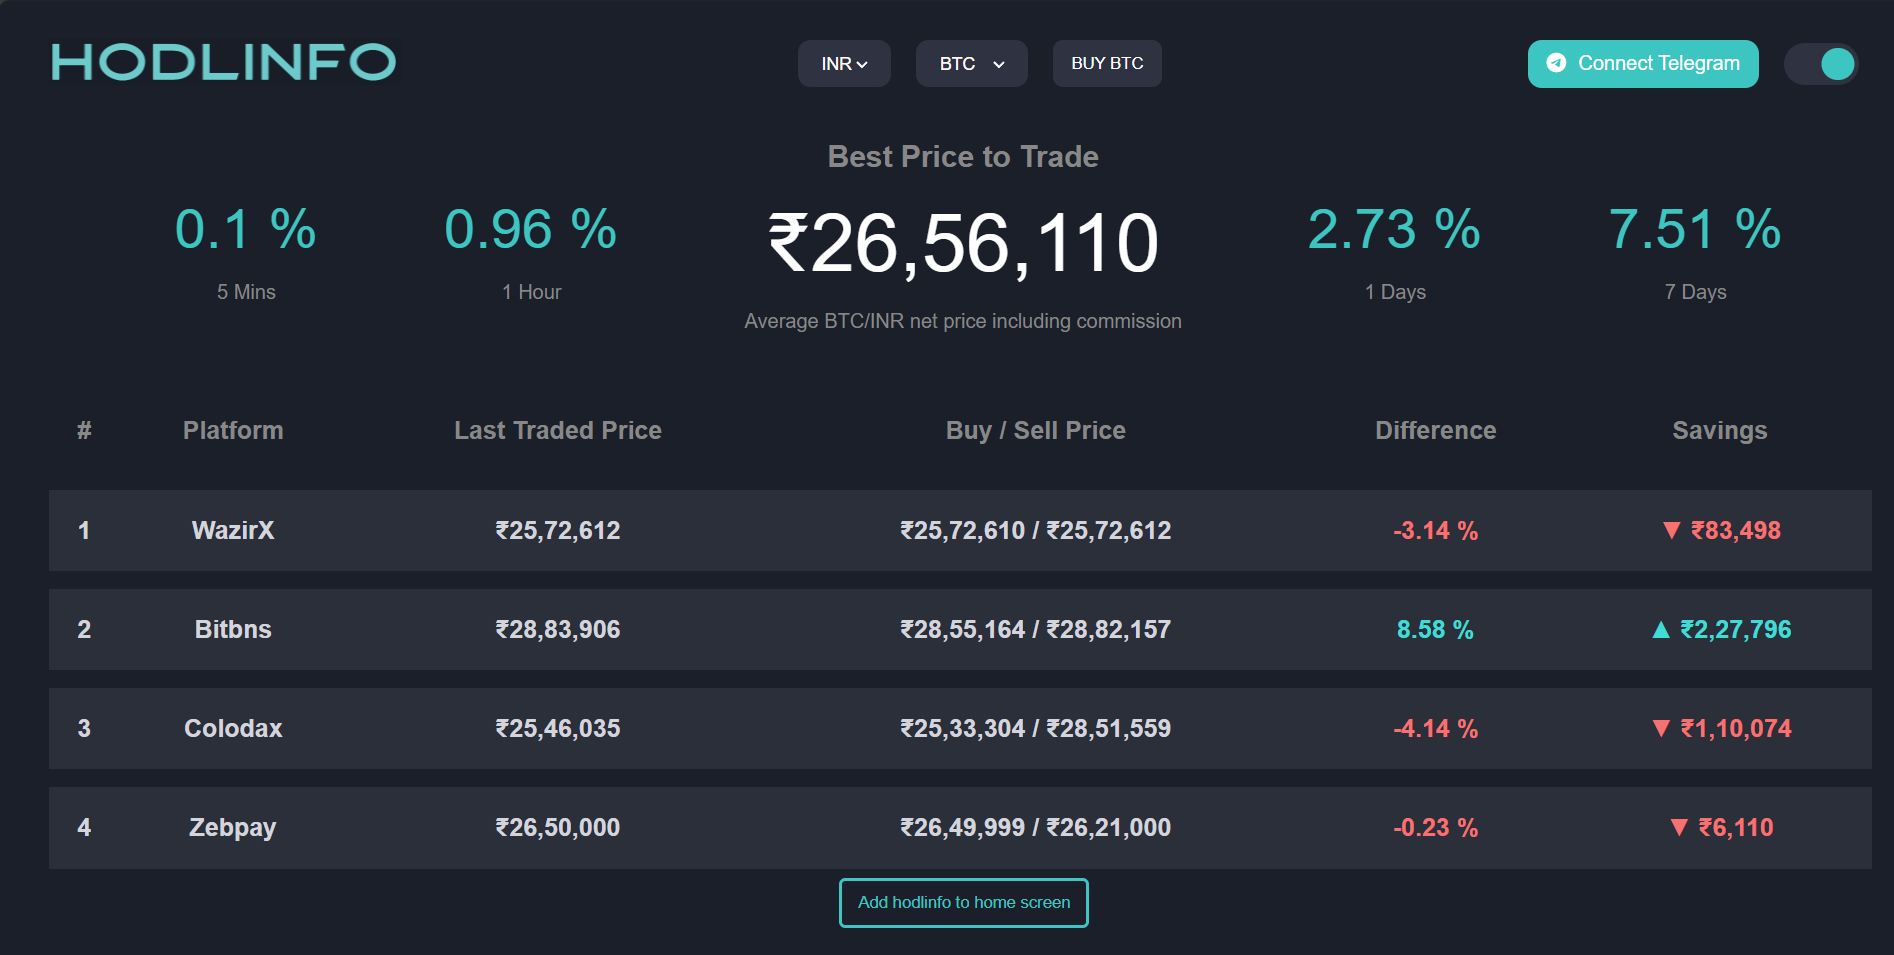 HODLINFO
INR BTC BUY BTC
Connect Telegram
Best Price to Trade
0.1 %
5 Mins
0.96 %
1 Hour
₹26,56,110
Average BTC/INR net price including commission
2.73 %
1 Days
7.51 %
7 Days
# Platform Last Traded Price Buy / Sell Price Difference Savings
1 WazirX ₹25,72,612 ₹25,72,610 / ₹25,72,612 -3.14 % ▼ ₹83,498
2 Bitbns ₹28,83,906 ₹28,55,164 / ₹28,82,157 8.58 % ▲ ₹2,27,796
3 Colodax ₹25,46,035 ₹25,33,304 / ₹28,51,559 -4.14 % ▼ ₹1,10,074
4 Zebpay ₹26,50,000 ₹26,49,999 / ₹26,21,000 -0.23 % ▼ ₹6,110
Add hodlinfo to home screen